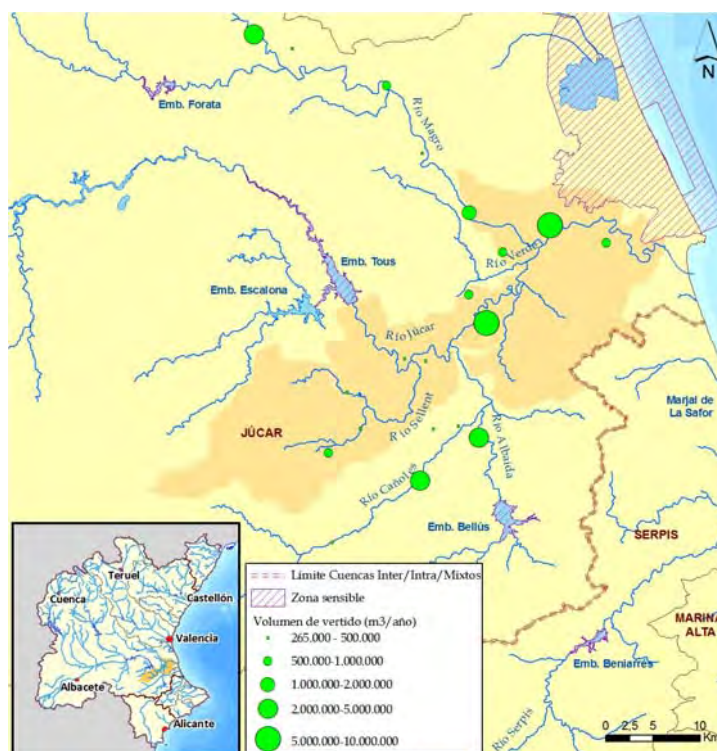 N
Emb. Forata
Río Magro
Río Verde
Emb. Tous
Emb. Escalona
Río Júcar
Río Sellent
JÚCAR
Río Albaida
Río Cañoles
Emb. Bellús
Marjal de
La Safor
SERPIS
MARINA
ALTA
Emb. Beniarrés
Río Serpis
0 2,5 5 10
Km
Teruel
Cuenca
Castellón
Valencia
Albacete
Alicante
Límite Cuencas Inter/Intra/Mixtos
Zona sensible
Volumen de vertido (m3/año)
265.000 - 500.000
500.000-1.000.000
1.000.000-2.000.000
2.000.000-5.000.000
5.000.000-10.000.000